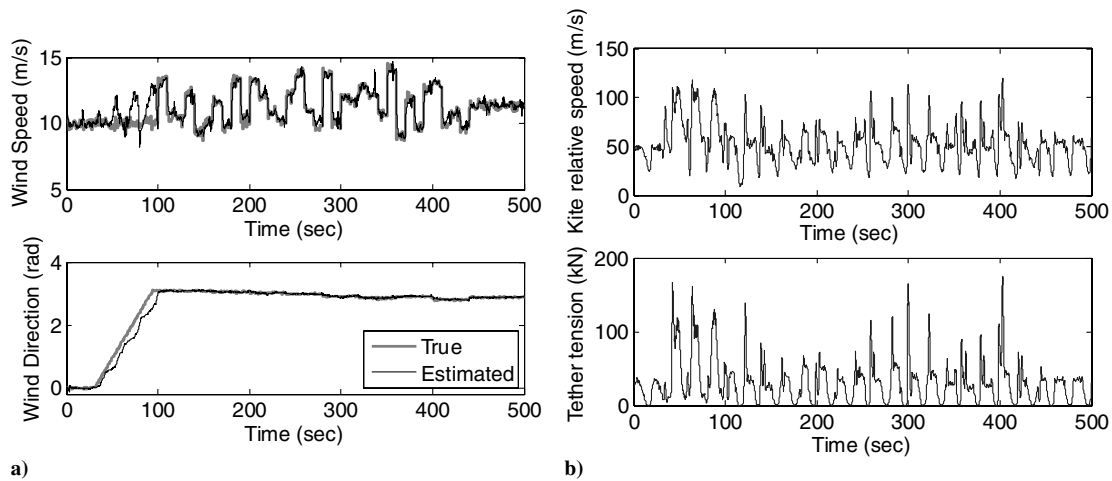 Wind Speed (m/s)
15
10
5
0 100 200 300 400 500
Time (sec)
Wind Direction (rad)
4
2
0
True
Estimated
0 100 200 300 400 500
Time (sec)
a)
Kite relative speed (m/s)
150
100
50
0
0 100 200 300 400 500
Time (sec)
Tether tension (kN)
200
100
0
0 100 200 300 400 500
Time (sec)
b)